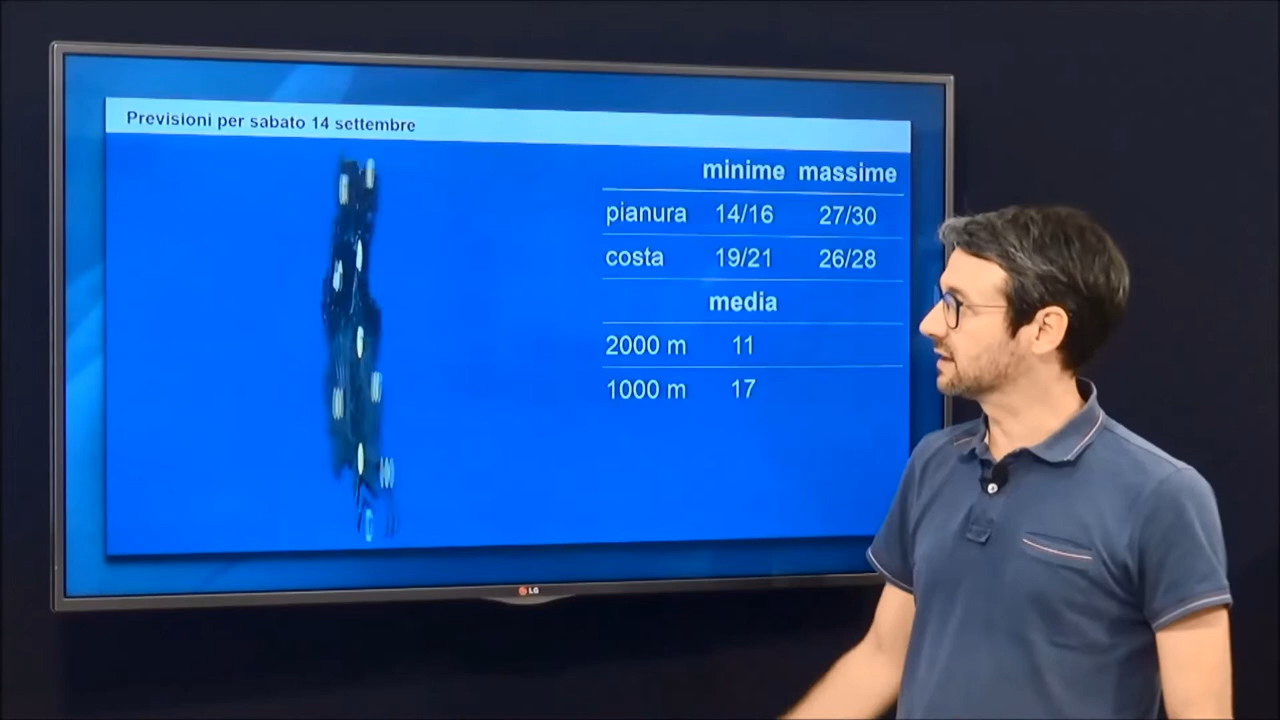 Previsioni per sabato 14 settembre
minime massime
pianura 14/16 27/30
costa 19/21 26/28
media
2000 m 11
1000 m 17
LG